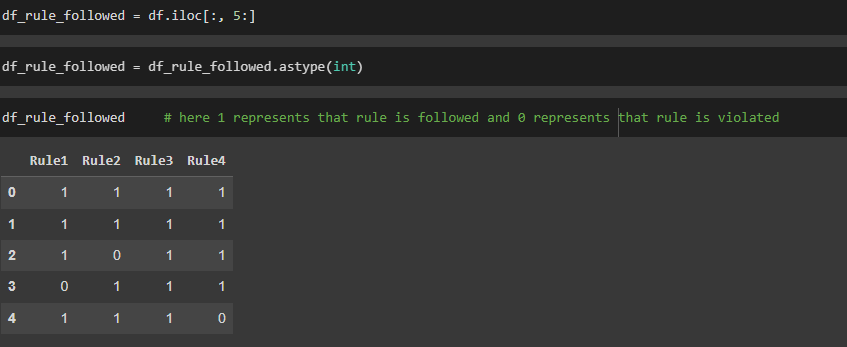 df_rule_followed = df.iloc[:, 5:]
df_rule_followed = df_rule_followed.astype(int)
df_rule_followed # here 1 represents that rule is followed and 0 represents that rule is violated
Rule1 Rule2 Rule3 Rule4
0 1 1 1 1
1 1 1 1 1
2 1 0 1 1
3 0 1 1 1
4 1 1 1 0